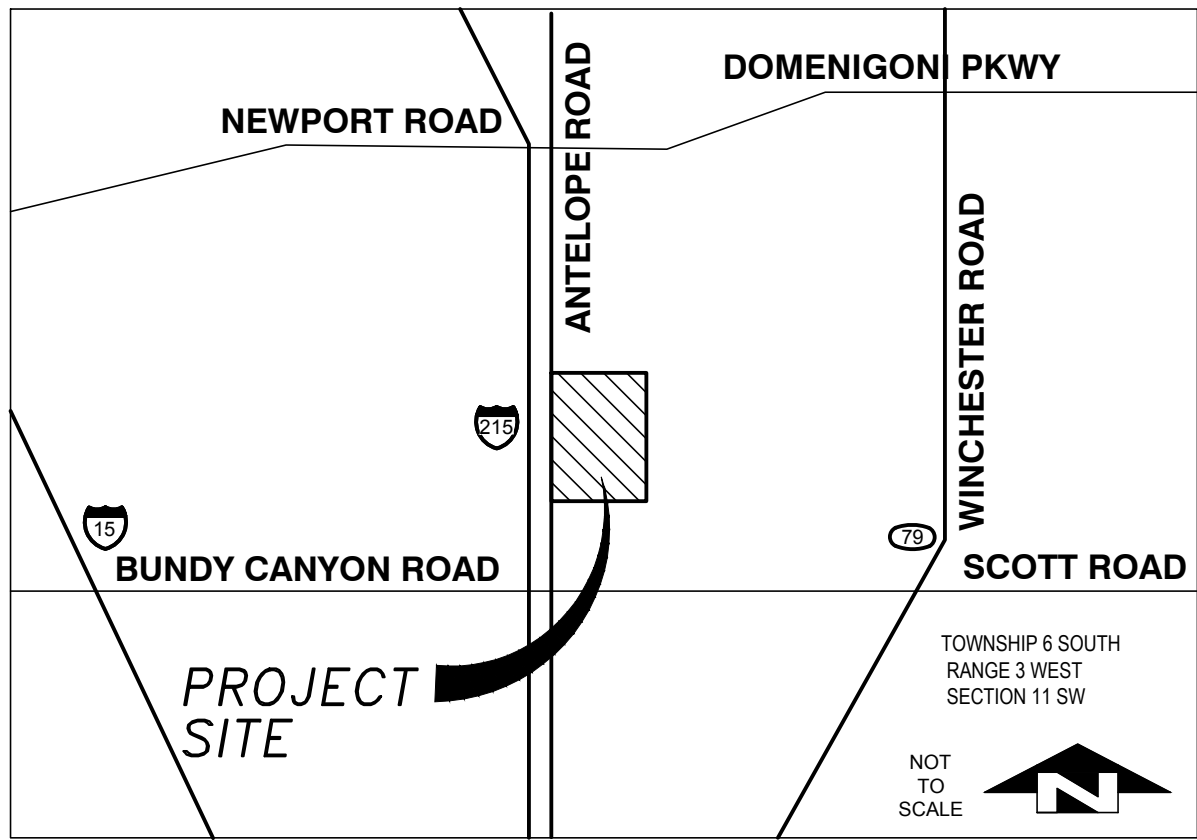 DOMENIGONI PKWY
NEWPORT ROAD
ANTELOPE ROAD
WINCHESTER ROAD
215
15
79
BUNDY CANYON ROAD
SCOTT ROAD
PROJECT
SITE
TOWNSHIP 6 SOUTH
RANGE 3 WEST
SECTION 11 SW
NOT
TO
SCALE
N